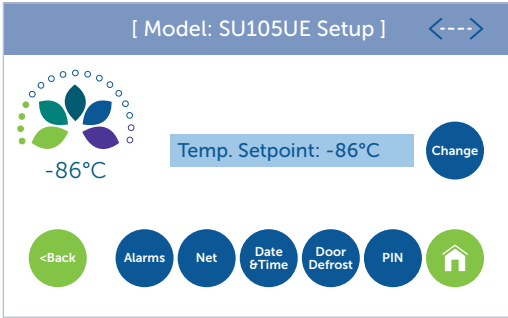 [ Model: SU105UE Setup ]
-86°C
Temp. Setpoint: -86°C
Change
<Back
Alarms
Net
Date
&Time
Door
Defrost
PIN